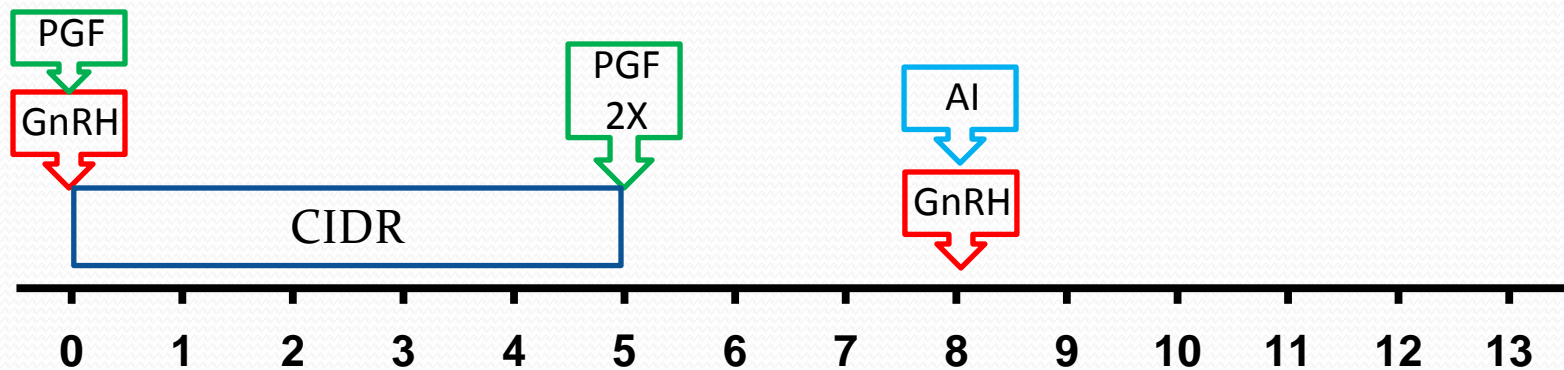 PGF
GnRH
PGF
2X
AI
GnRH
CIDR
0 1 2 3 4 5 6 7 8 9 10 11 12 13